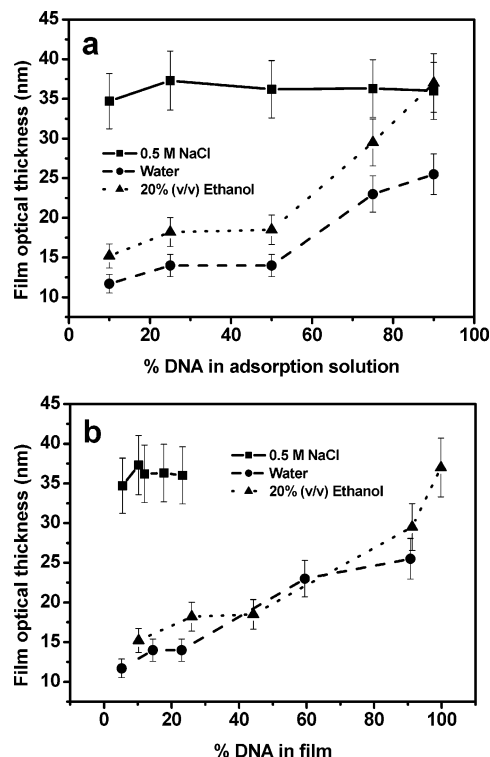 a
45
40
35
30
25
20
15
10
Film optical thickness (nm)
0.5 M NaCl
Water
20% (v/v) Ethanol
0 20 40 60 80 100
% DNA in adsorption solution
b
45
40
35
30
25
20
15
10
Film optical thickness (nm)
0.5 M NaCl
Water
20% (v/v) Ethanol
0 20 40 60 80 100
% DNA in film